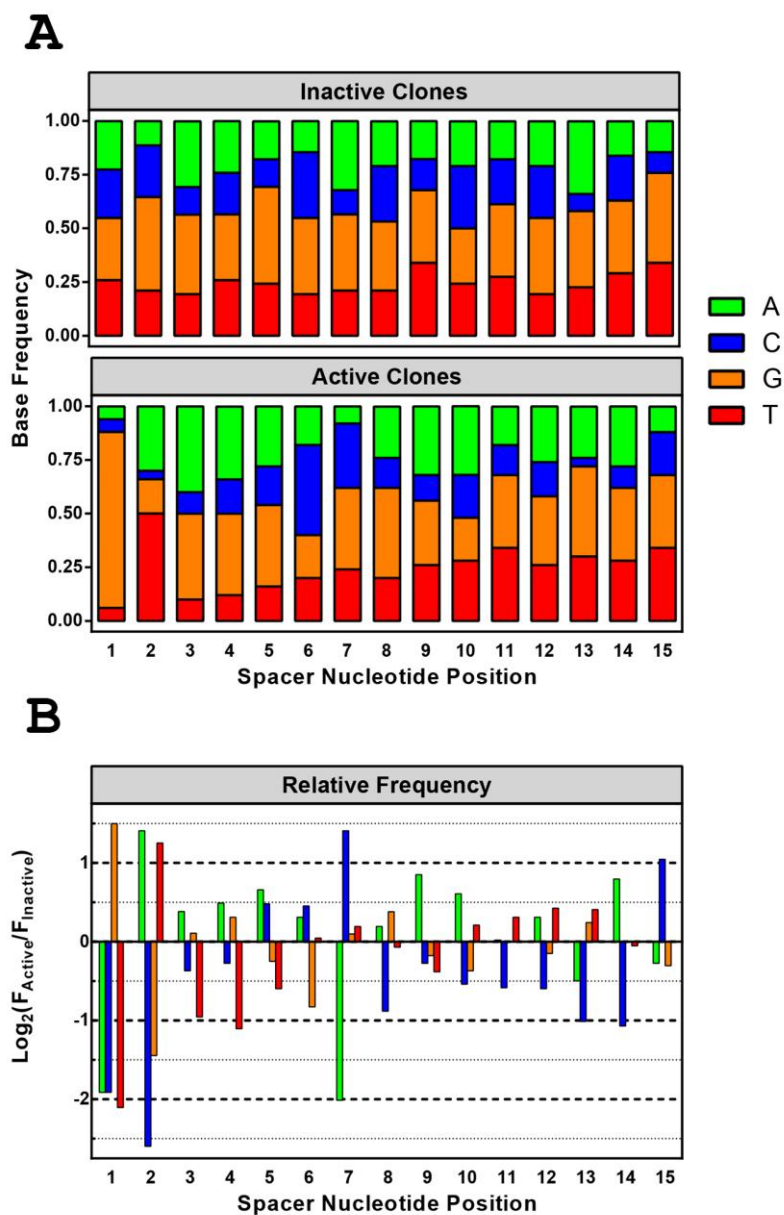 A
Inactive Clones
1.00
0.75
0.50
0.25
0.00
Base Frequency
Active Clones
1.00
0.75
0.50
0.25
0.00
1 2 3 4 5 6 7 8 9 10 11 12 13 14 15
Spacer Nucleotide Position
A
C
G
T
B
Relative Frequency
Log₂(F_Active/F_Inactive)
1
0
-1
-2
1 2 3 4 5 6 7 8 9 10 11 12 13 14 15
Spacer Nucleotide Position